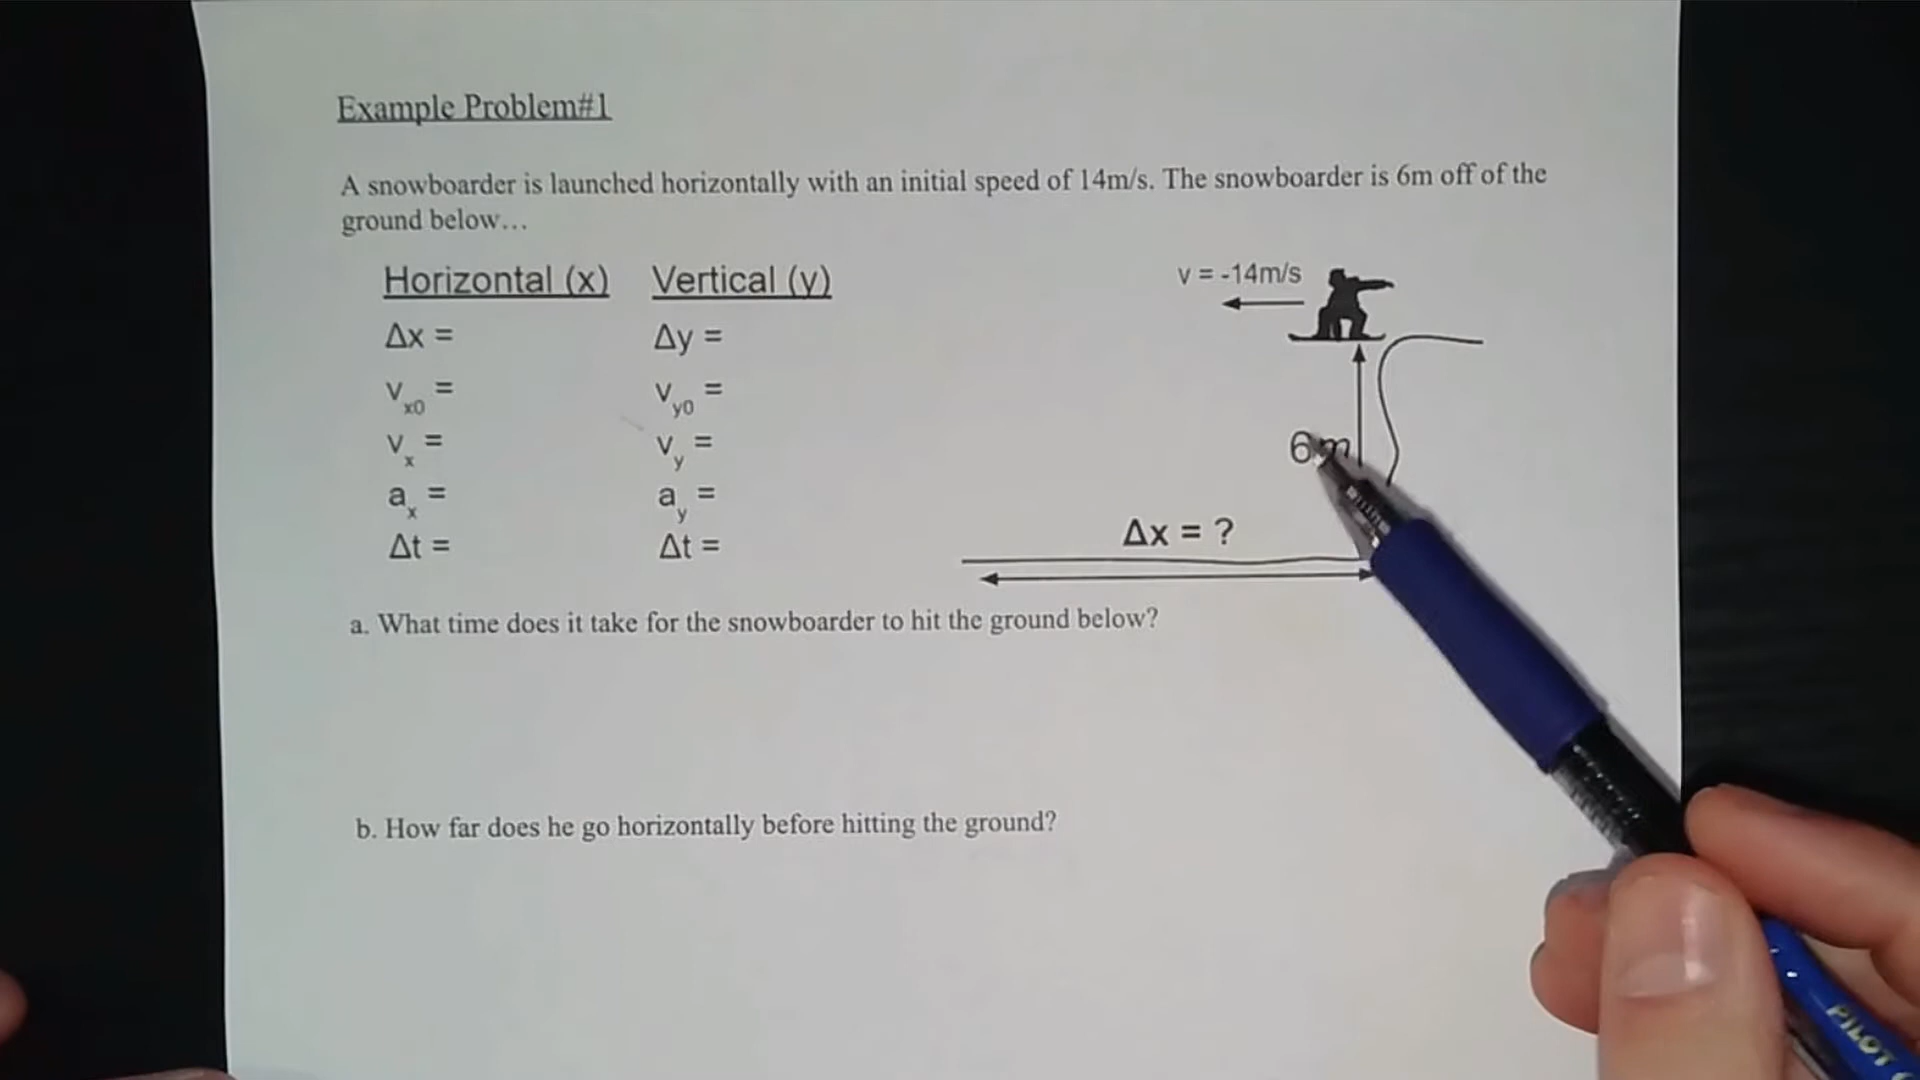 Example Problem#1
A snowboarder is launched horizontally with an initial speed of 14m/s. The snowboarder is 6m off of the
ground below…
Horizontal (x) Vertical (y)
v = -14m/s
Δx = Δy =
vx0 = vy0 =
vx = vy =
6m
ax = ay =
Δx = ?
Δt = Δt =
a. What time does it take for the snowboarder to hit the ground below?
b. How far does he go horizontally before hitting the ground?
PILOT